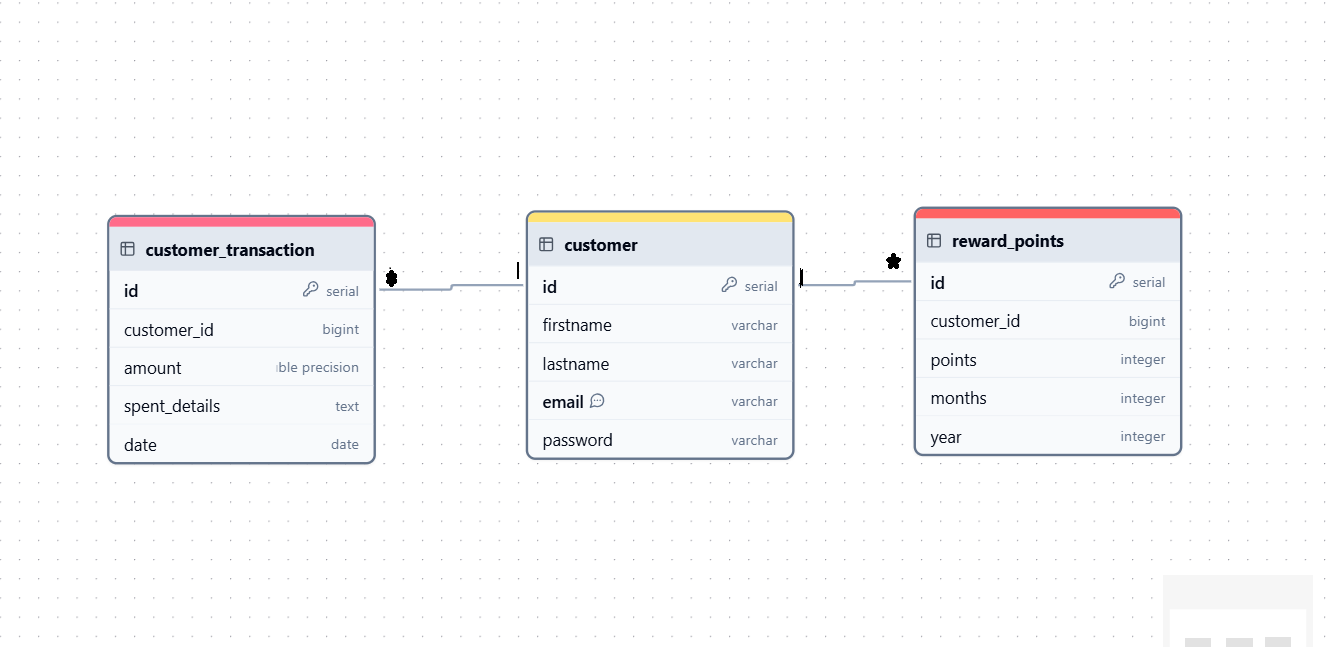 customer_transaction
id serial
customer_id bigint
amount ble precision
spent_details text
date date
customer
id serial
firstname varchar
lastname varchar
email varchar
password varchar
reward_points
id serial
customer_id bigint
points integer
months integer
year integer